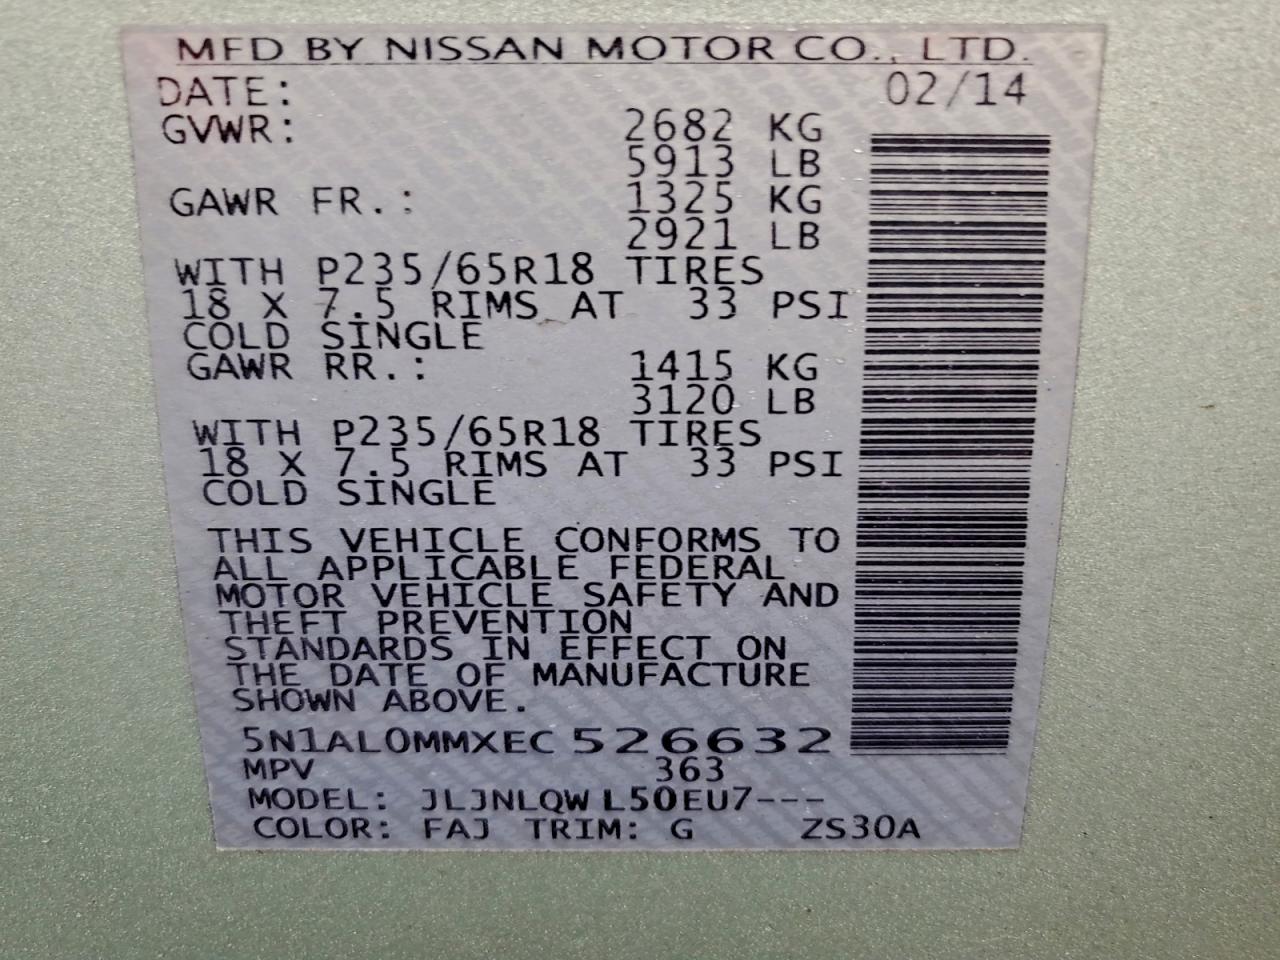 MFD BY NISSAN MOTOR CO., LTD.
DATE: 02/14
GVWR: 2682 KG
5913 LB
GAWR FR.: 1325 KG
2921 LB
WITH P235/65R18 TIRES
18 X 7.5 RIMS AT 33 PSI
COLD SINGLE
GAWR RR.: 1415 KG
3120 LB
WITH P235/65R18 TIRES
18 X 7.5 RIMS AT 33 PSI
COLD SINGLE
THIS VEHICLE CONFORMS TO
ALL APPLICABLE FEDERAL
MOTOR VEHICLE SAFETY AND
THEFT PREVENTION
STANDARDS IN EFFECT ON
THE DATE OF MANUFACTURE
SHOWN ABOVE.
5N1AL0MMXEC526632
MPV 363
MODEL: JLJNLQW L50EU7---
COLOR: FAJ TRIM: G ZS30A